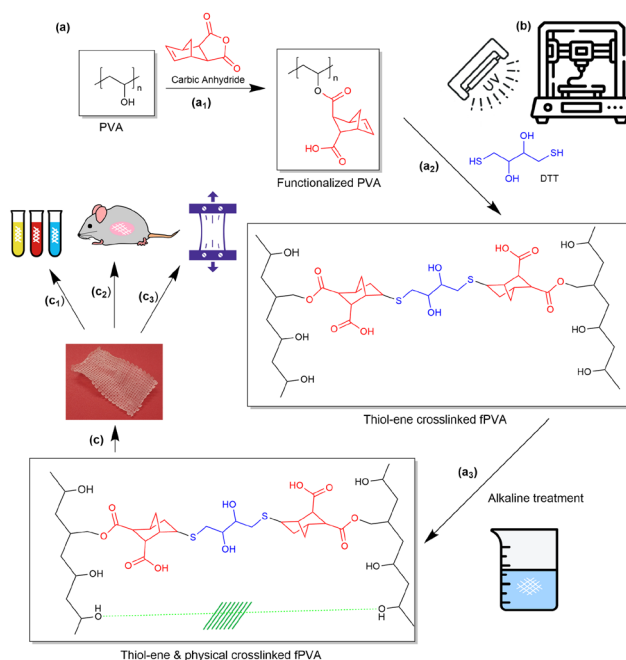 (a)
O
O
O
Carbic Anhydride
(a₁)
n
OH
PVA
n
O
O
HO
O
Functionalized PVA
(b)
UV
OH
HS
SH
OH
DTT
(a₂)
(c₁)
(c₂)
(c₃)
OH
OH
OH
O
O
O
OH
S
OH
OH
S
HO
O
O
O
HO
HO
HO
Thiol-ene crosslinked fPVA
(c)
(a₃)
Alkaline treatment
OH
OH
H
O
O
O
O
OH
S
HO
OH
S
HO
O
O
O
HO
HO
O
H
Thiol-ene & physical crosslinked fPVA